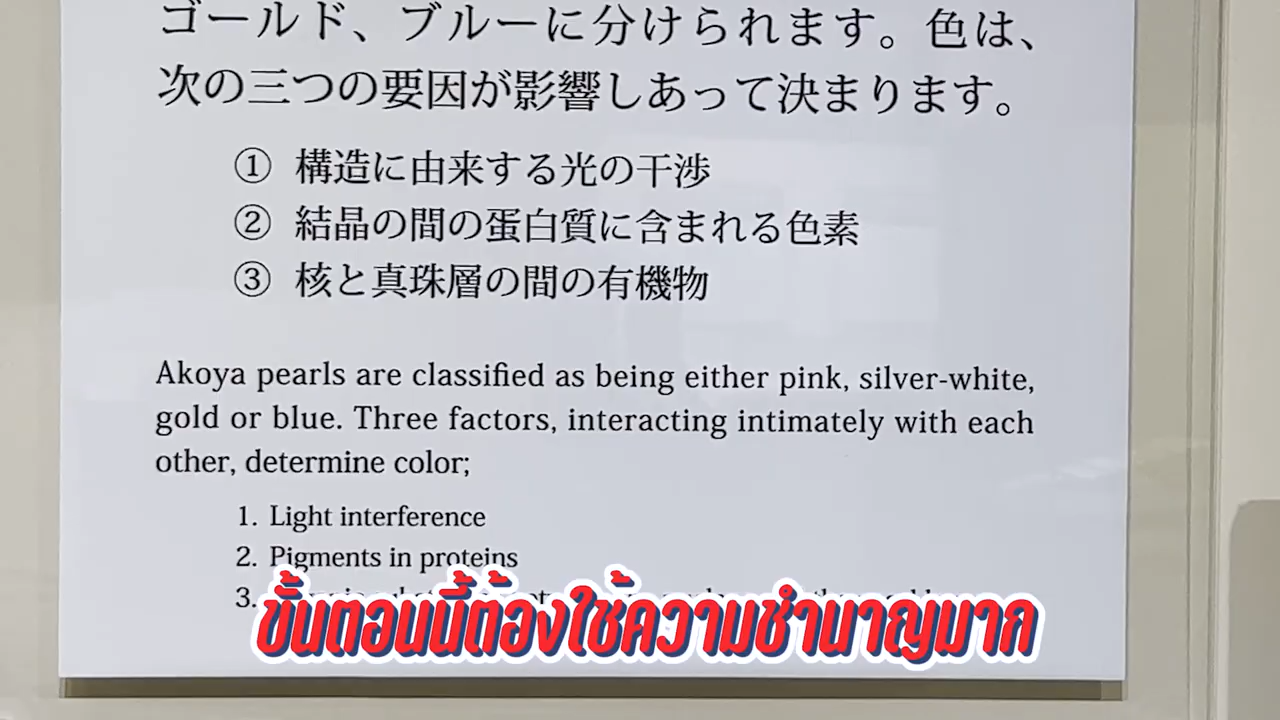 ゴールド、ブルーに分けられます。色は、
次の三つの要因が影響しあって決まります。
① 構造に由来する光の干渉
② 結晶の間の蛋白質に含まれる色素
③ 核と真珠層の間の有機物
Akoya pearls are classified as being either pink, silver-white,
gold or blue. Three factors, interacting intimately with each
other, determine color;
1. Light interference
2. Pigments in proteins
3.
ขั้นตอนนี้ต้องใช้ความชำนาญมาก